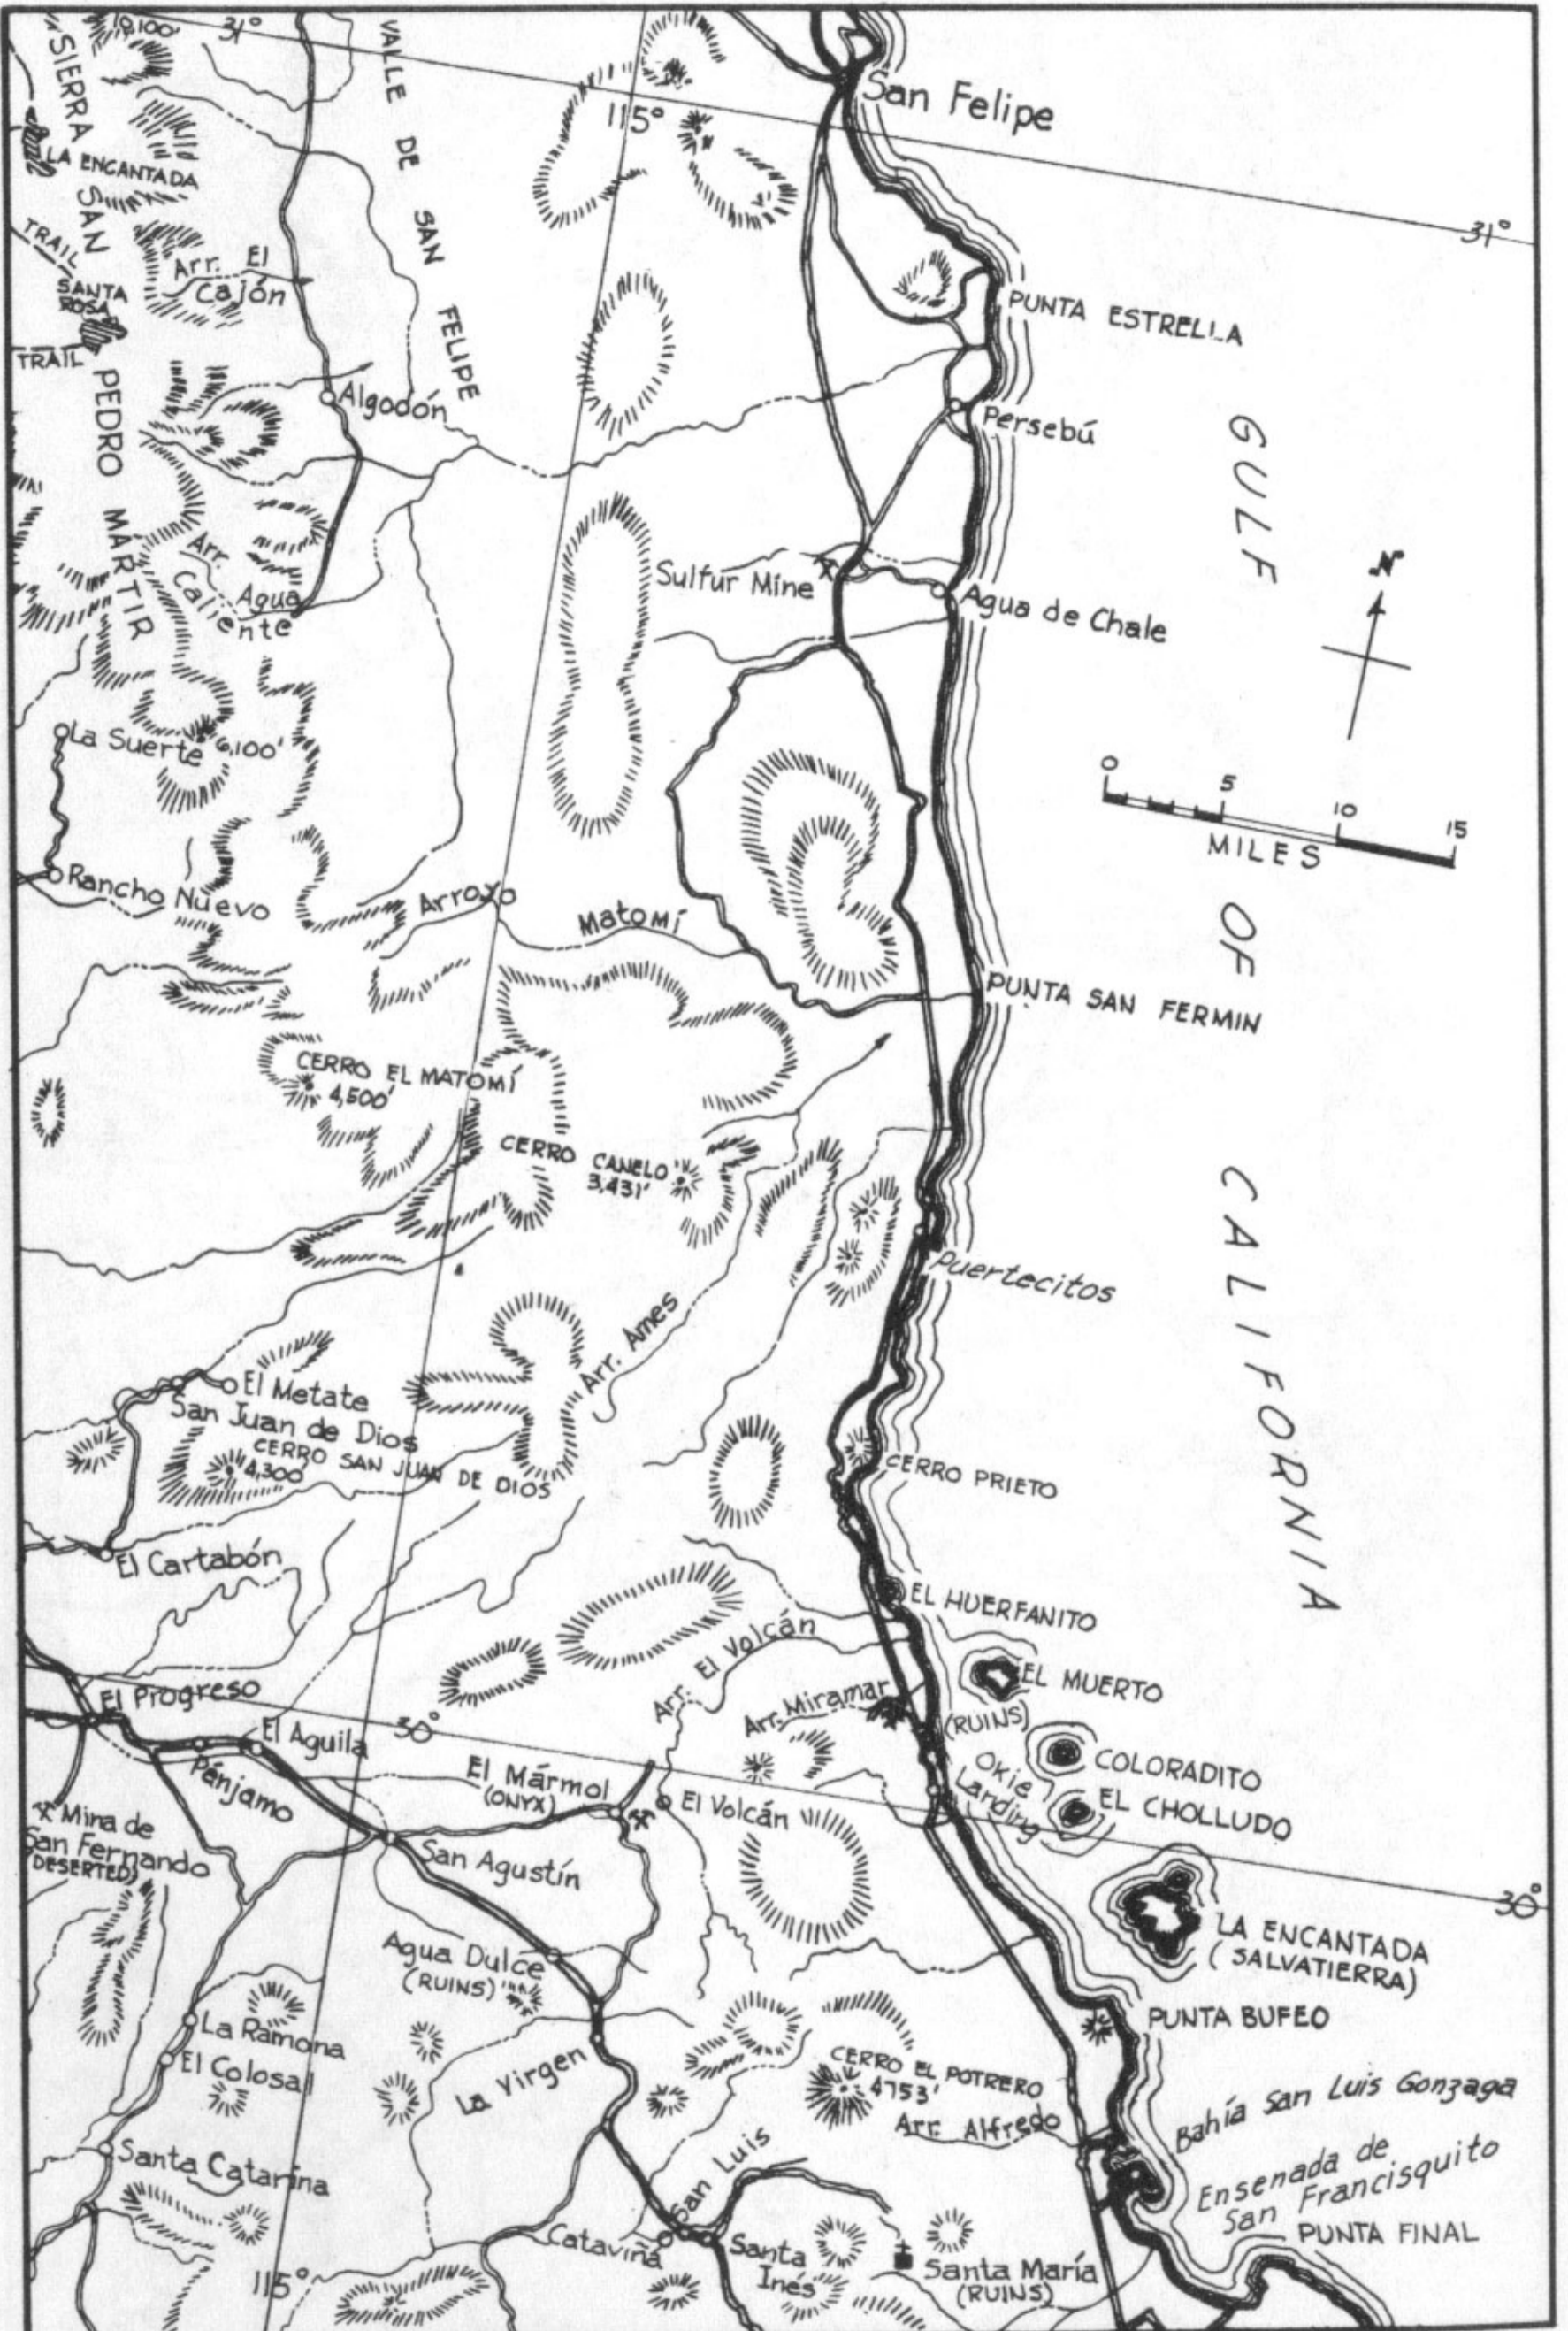 10,100'
31°
SIERRA SAN PEDRO MARTIR
VALLE DE SAN FELIPE
115°
San Felipe
LA ENCANTADA
TRAIL
Arr. El
Cajón
31°
SANTA
ROSA
TRAIL
PUNTA ESTRELLA
Algodón
Persebú
GULF OF CALIFORNIA
Arr.
Agua
Caliente
Sulfur Mine
Agua de Chale
N
La Suerte
6,100'
0 5 10 15
MILES
Rancho Nuevo
Arroyo Matomí
PUNTA SAN FERMIN
CERRO EL MATOMÍ
4,500'
CERRO CANELO
3,431'
Puertecitos
Arr. Ames
El Metate
San Juan de Dios
CERRO SAN JUAN DE DIOS
4,300'
CERRO PRIETO
El Cartabón
EL HUERFANITO
Arr. El Volcán
EL MUERTO
Arr. Miramar
(RUINS)
El Progreso
30°
El Aguila
Pénjamo
COLORADITO
Okie
Landing
EL CHOLLUDO
El Mármol
(ONYX)
El Volcán
Mina de
San Fernando
(DESERTED)
San Agustín
30°
LA ENCANTADA
(SALVATIERRA)
Agua Dulce
(RUINS)
PUNTA BUFEO
La Ramona
El Colosal
La Virgen
CERRO EL POTRERO
4753'
Arr. Alfredo
Bahía San Luis Gonzaga
Ensenada de
San Francisquito
Santa Catarina
San Luis
PUNTA FINAL
Cataviña
Santa
Inés
Santa María
(RUINS)
115°